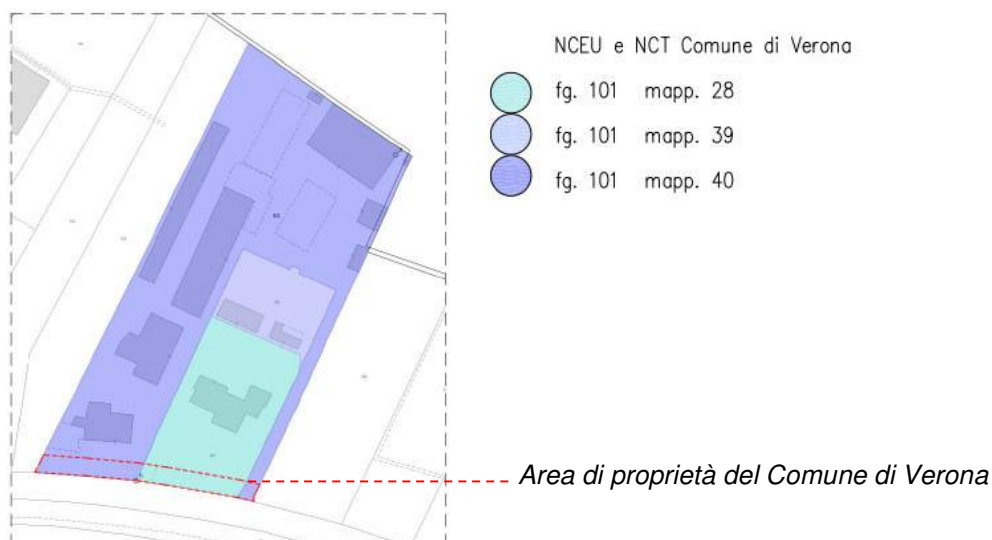 NCEU e NCT Comune di Verona
fg. 101 mapp. 28
fg. 101 mapp. 39
fg. 101 mapp. 40
Area di proprietà del Comune di Verona